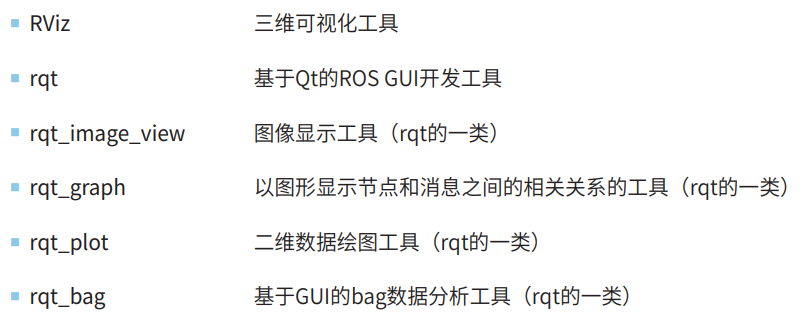 RViz 三维可视化工具
rqt 基于Qt的ROS GUI开发工具
rqt_image_view 图像显示工具（rqt的一类）
rqt_graph 以图形显示节点和消息之间的相关关系的工具（rqt的一类）
rqt_plot 二维数据绘图工具（rqt的一类）
rqt_bag 基于GUI的bag数据分析工具（rqt的一类）